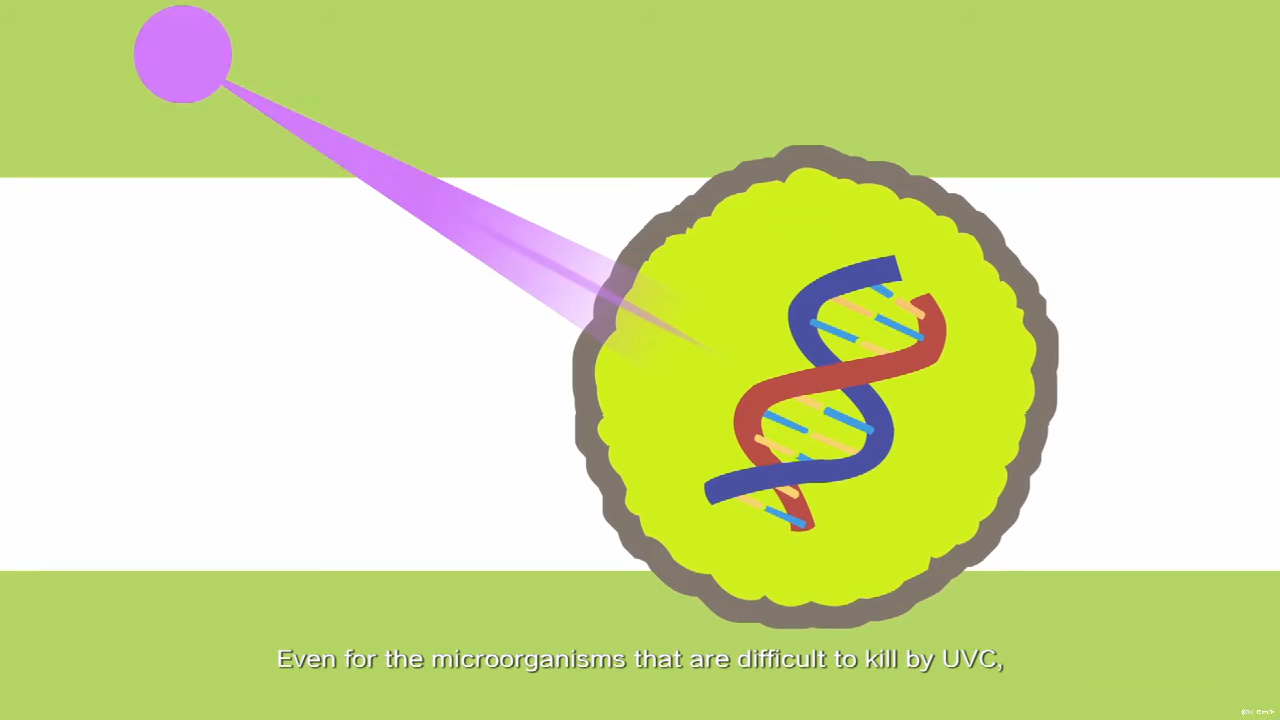 Even for the microorganisms that are difficult to kill by UVC,